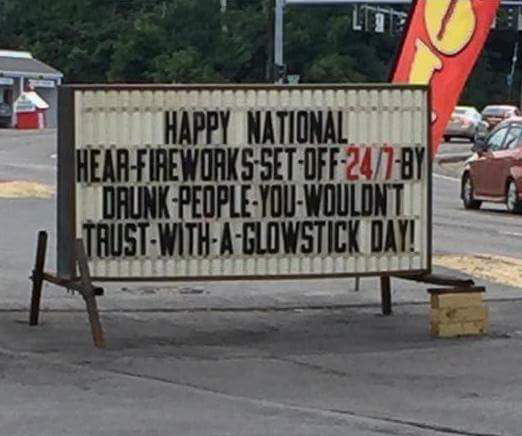 HAPPY NATIONAL
HEAR-FIREWORKS-SET-OFF-24/7-BY
DRUNK-PEOPLE-YOU-WOULDN'T
TRUST-WITH-A-GLOWSTICK DAY!